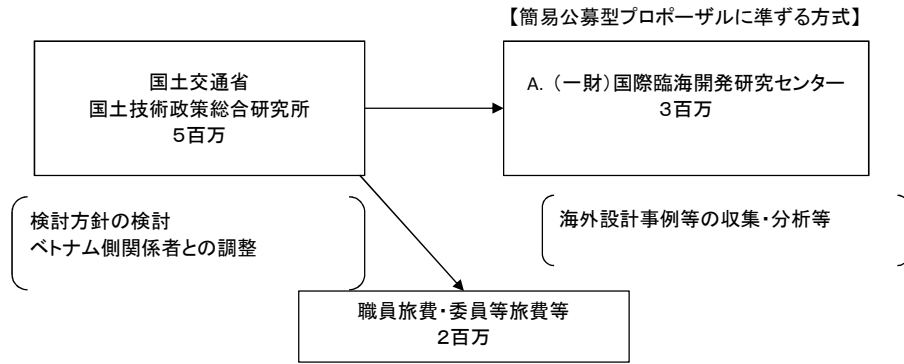 【簡易公募型プロポーザルに準ずる方式】
国土交通省
国土技術政策総合研究所
5百万
A. （一財）国際臨海開発研究センター
3百万
検討方針の検討
ベトナム側関係者との調整
海外設計事例等の収集・分析等
職員旅費・委員等旅費等
2百万